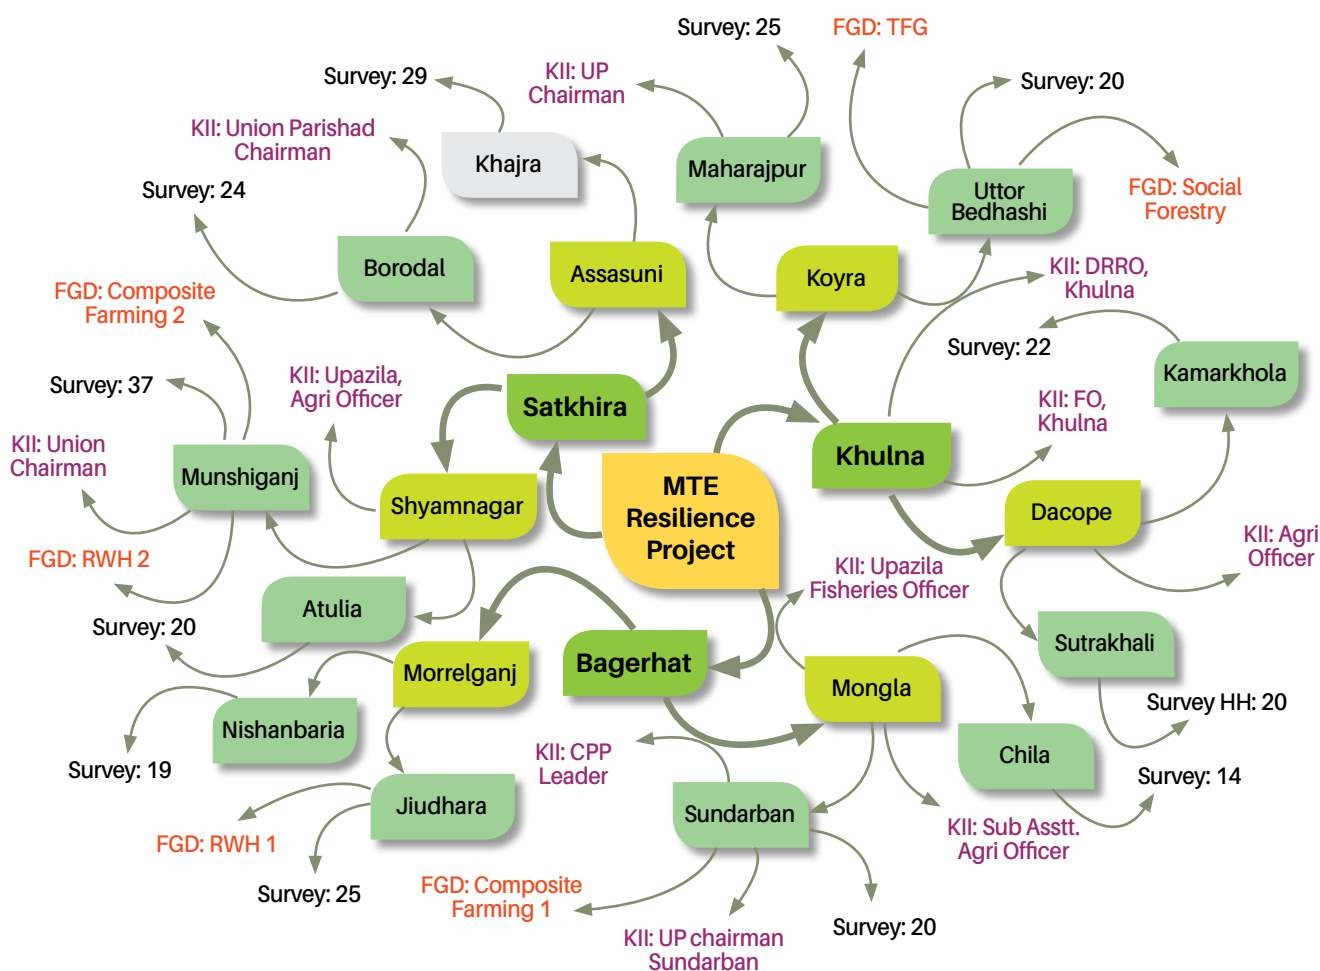 Survey: 25
FGD: TFG
Survey: 29
KII: UP
Chairman
Survey: 20
KII: Union Parishad
Chairman
Khajra
Maharajpur
Uttor
Bedhashi
FGD: Social
Forestry
Survey: 24
Borodal
Assasuni
Koyra
KII: DRRO,
Khulna
FGD: Composite
Farming 2
Survey: 22
Kamarkhola
Survey: 37
KII: Upazila,
Agri Officer
Satkhira
KII: FO,
Khulna
KII: Union
Chairman
Munshiganj
Shyamnagar
MTE
Resilience
Project
Khulna
Dacope
KII: Agri
Officer
FGD: RWH 2
Atulia
KII: Upazila
Fisheries Officer
Survey: 20
Morrelganj
Bagerhat
Mongla
Sutrakhali
Survey HH: 20
Nishanbaria
Survey: 19
KII: CPP
Leader
Chila
Survey: 14
Jiudhara
Sundarban
FGD: RWH 1
KII: Sub Asstt.
Agri Officer
Survey: 25
FGD: Composite
Farming 1
KII: UP chairman
Sundarban
Survey: 20